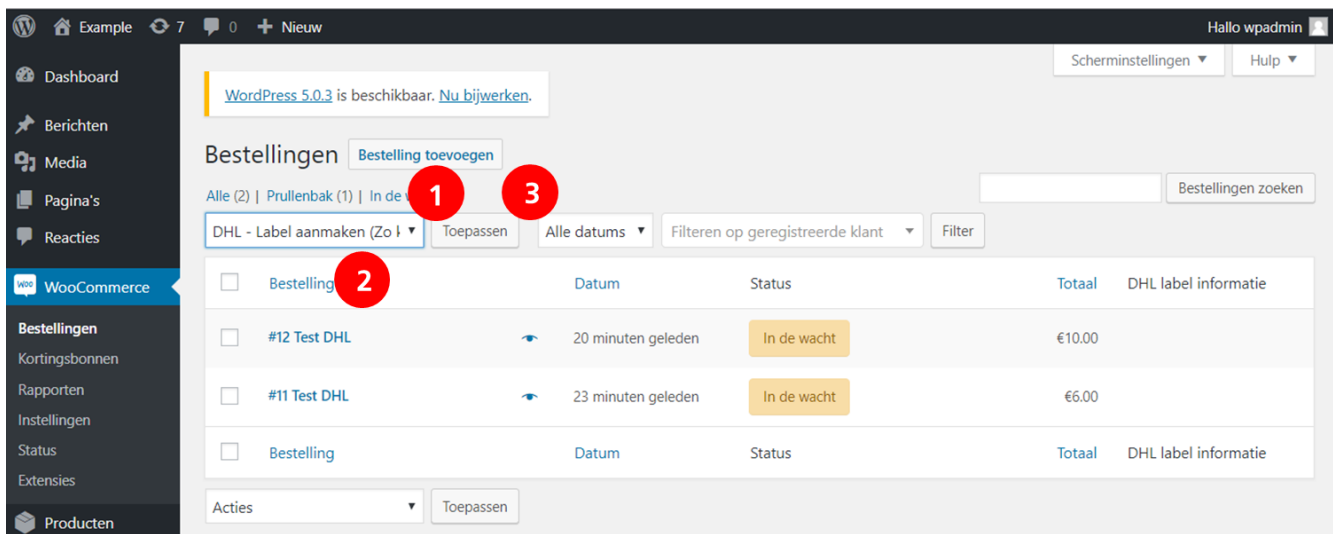 Example 7 0 Nieuw Hallo wpadmin
Scherminstellingen ▼ Hulp ▼
Dashboard
WordPress 5.0.3 is beschikbaar. Nu bijwerken.
Berichten
Media
Pagina's
Reacties
WooCommerce
Bestellingen
Kortingsbonnen
Rapporten
Instellingen
Status
Extensies
Producten
Bestellingen Bestelling toevoegen
Alle (2) | Prullenbak (1) | In de
1
3
Bestellingen zoeken
DHL - Label aanmaken (Zo ▼ Toepassen Alle datums ▼ Filteren op geregistreerde klant ▼ Filter
2
Bestelling Datum Status Totaal DHL label informatie
#12 Test DHL 20 minuten geleden In de wacht €10.00
#11 Test DHL 23 minuten geleden In de wacht €6.00
Bestelling Datum Status Totaal DHL label informatie
Acties ▼ Toepassen